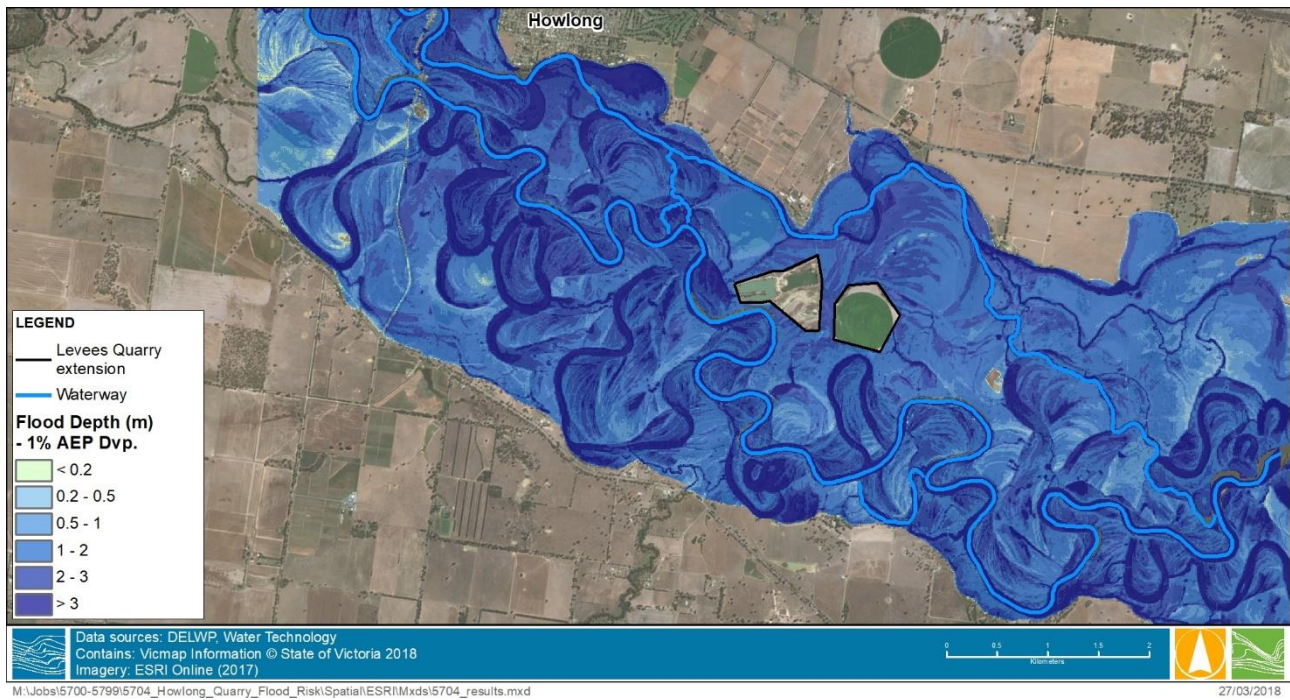 Howlong
LEGEND
Levees Quarry
extension
Waterway
Flood Depth (m)
- 1% AEP Dvp.
< 0.2
0.2 - 0.5
0.5 - 1
1 - 2
2 - 3
> 3
Data sources: DELWP, Water Technology
Contains: Vicmap Information © State of Victoria 2018
Imagery: ESRI Online (2017)
0 0.5 1 1.5 2
Kilometers
M:\Jobs\5700-5799\5704_Howlong_Quarry_Flood_Risk\Spatial\ESRI\Mxds\5704_results.mxd
27/03/2018